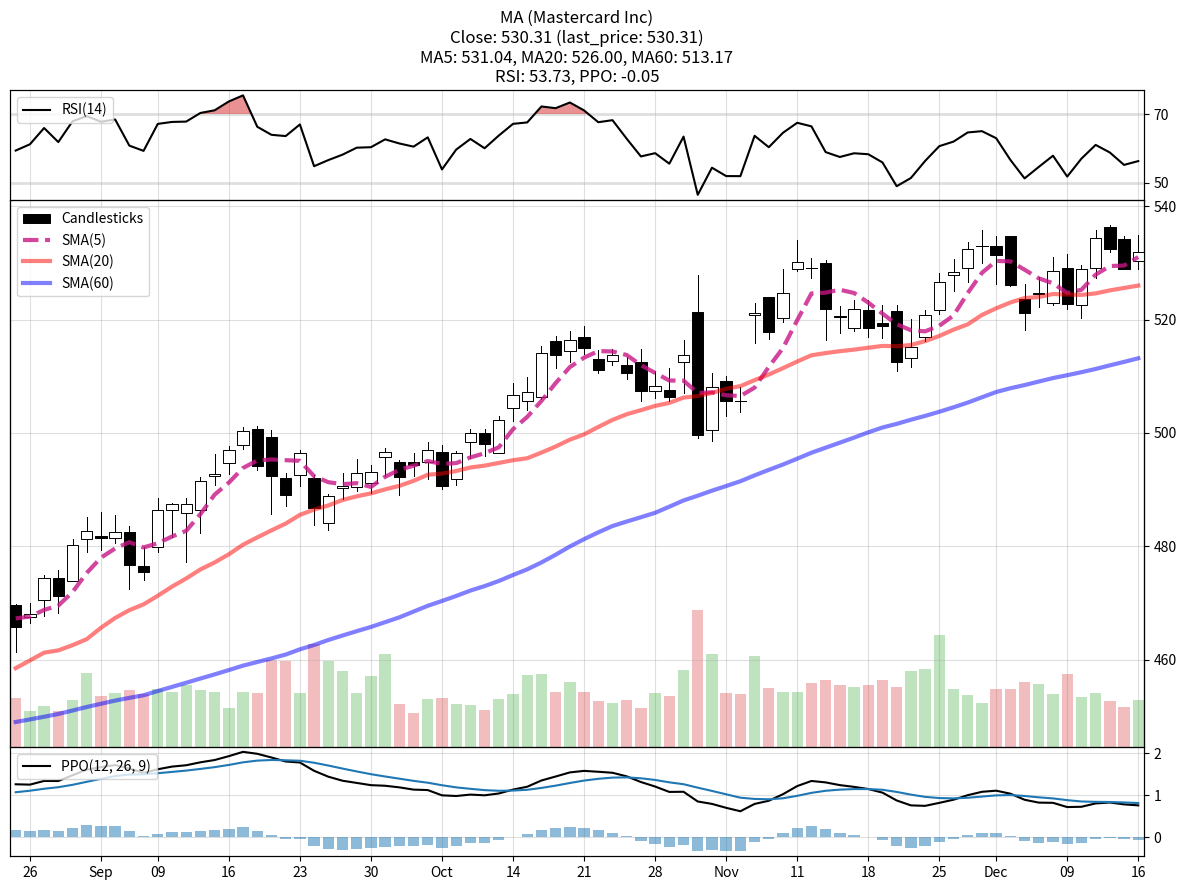 MA (Mastercard Inc)
Close: 530.31 (last_price: 530.31)
MA5: 531.04, MA20: 526.00, MA60: 513.17
RSI: 53.73, PPO: -0.05
RSI(14)
70
50
Candlesticks
SMA(5)
SMA(20)
SMA(60)
540
520
500
480
460
PPO(12, 26, 9)
2
1
0
26 Sep 09 16 23 30 Oct 14 21 28 Nov 11 18 25 Dec 09 16